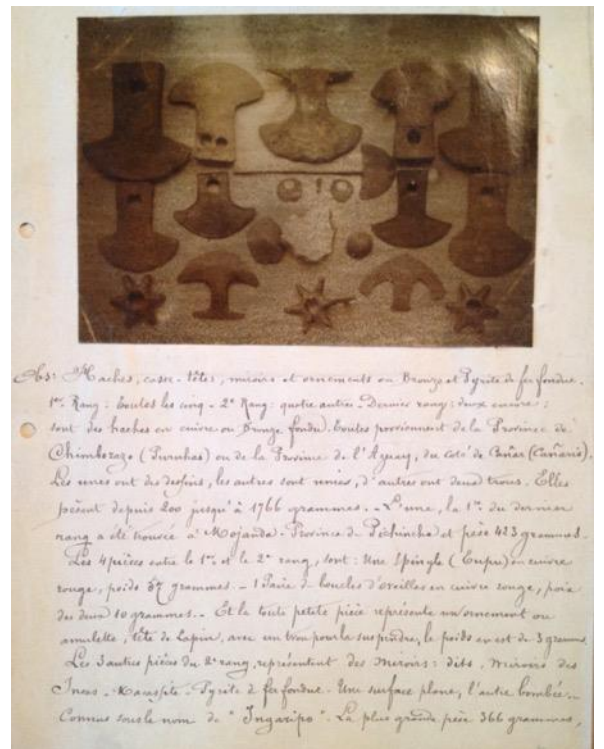 Obs: Haches, casse-têtes, miroirs et ornements en Bronze et Pyrite de fer fondue.
1er Rang: toutes les cinq - 2e Rang: quatre autres - Dernier rang: deux encore:
sont des haches en cuivre ou Bronze fondu. Toutes proviennent de la Province de
Chimborazo (Puruhas) ou de la Province de l'Azuay, du coté de Cañar (Cañaris).
Les unes ont des dessins, les autres sont unies, d'autres ont deux trous. Elles
pèsent depuis 200 jusqu'à 1766 grammes. - L'une, la 1re du dernier
rang a été trouvée à Mojanda - Province de Pichincha et pèse 423 grammes.
Les 4 pièces entre le 1er et le 2e rang, sont: Une Epingle (Tupu) en cuivre
rouge, poids 37 grammes. - 1 Paire de boucles d'oreilles en cuivre rouge, poids
des deux 10 grammes. - Et la toute petite pièce représente un ornement ou
amulette, tête de Lapin, avec un trou pour la suspendre, le poids en est de 3 grammes
Les 3 autres pièces du 2e rang, représentent des Miroirs: dits, Miroirs des
Incas - Pyrite de fer fondue. Une surface plane, l'autre bombée. -
Connus sous le nom de "Ingaripo". La plus grande pèse 366 grammes,